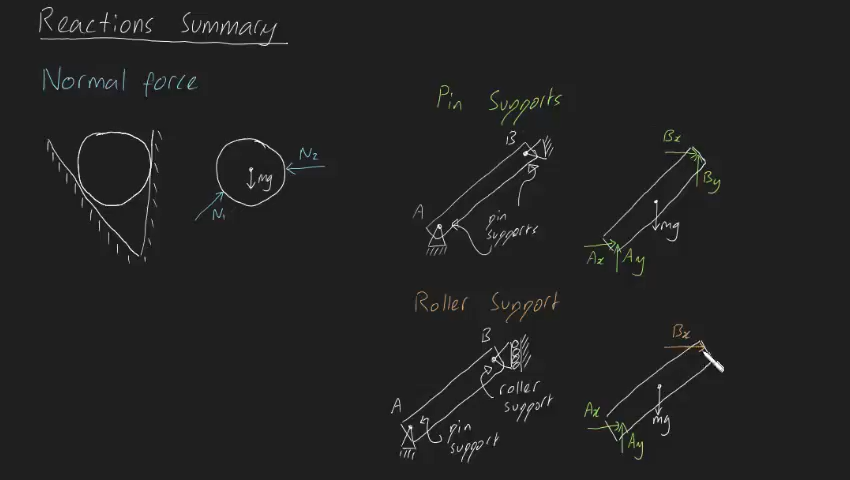 Reactions Summary
Normal force
N2
mg
N1
Pin Supports
B
A
pin
supports
Bx
By
mg
Ax Ay
Roller Support
B
A
roller
support
pin
support
Bx
Ax
mg
Ay